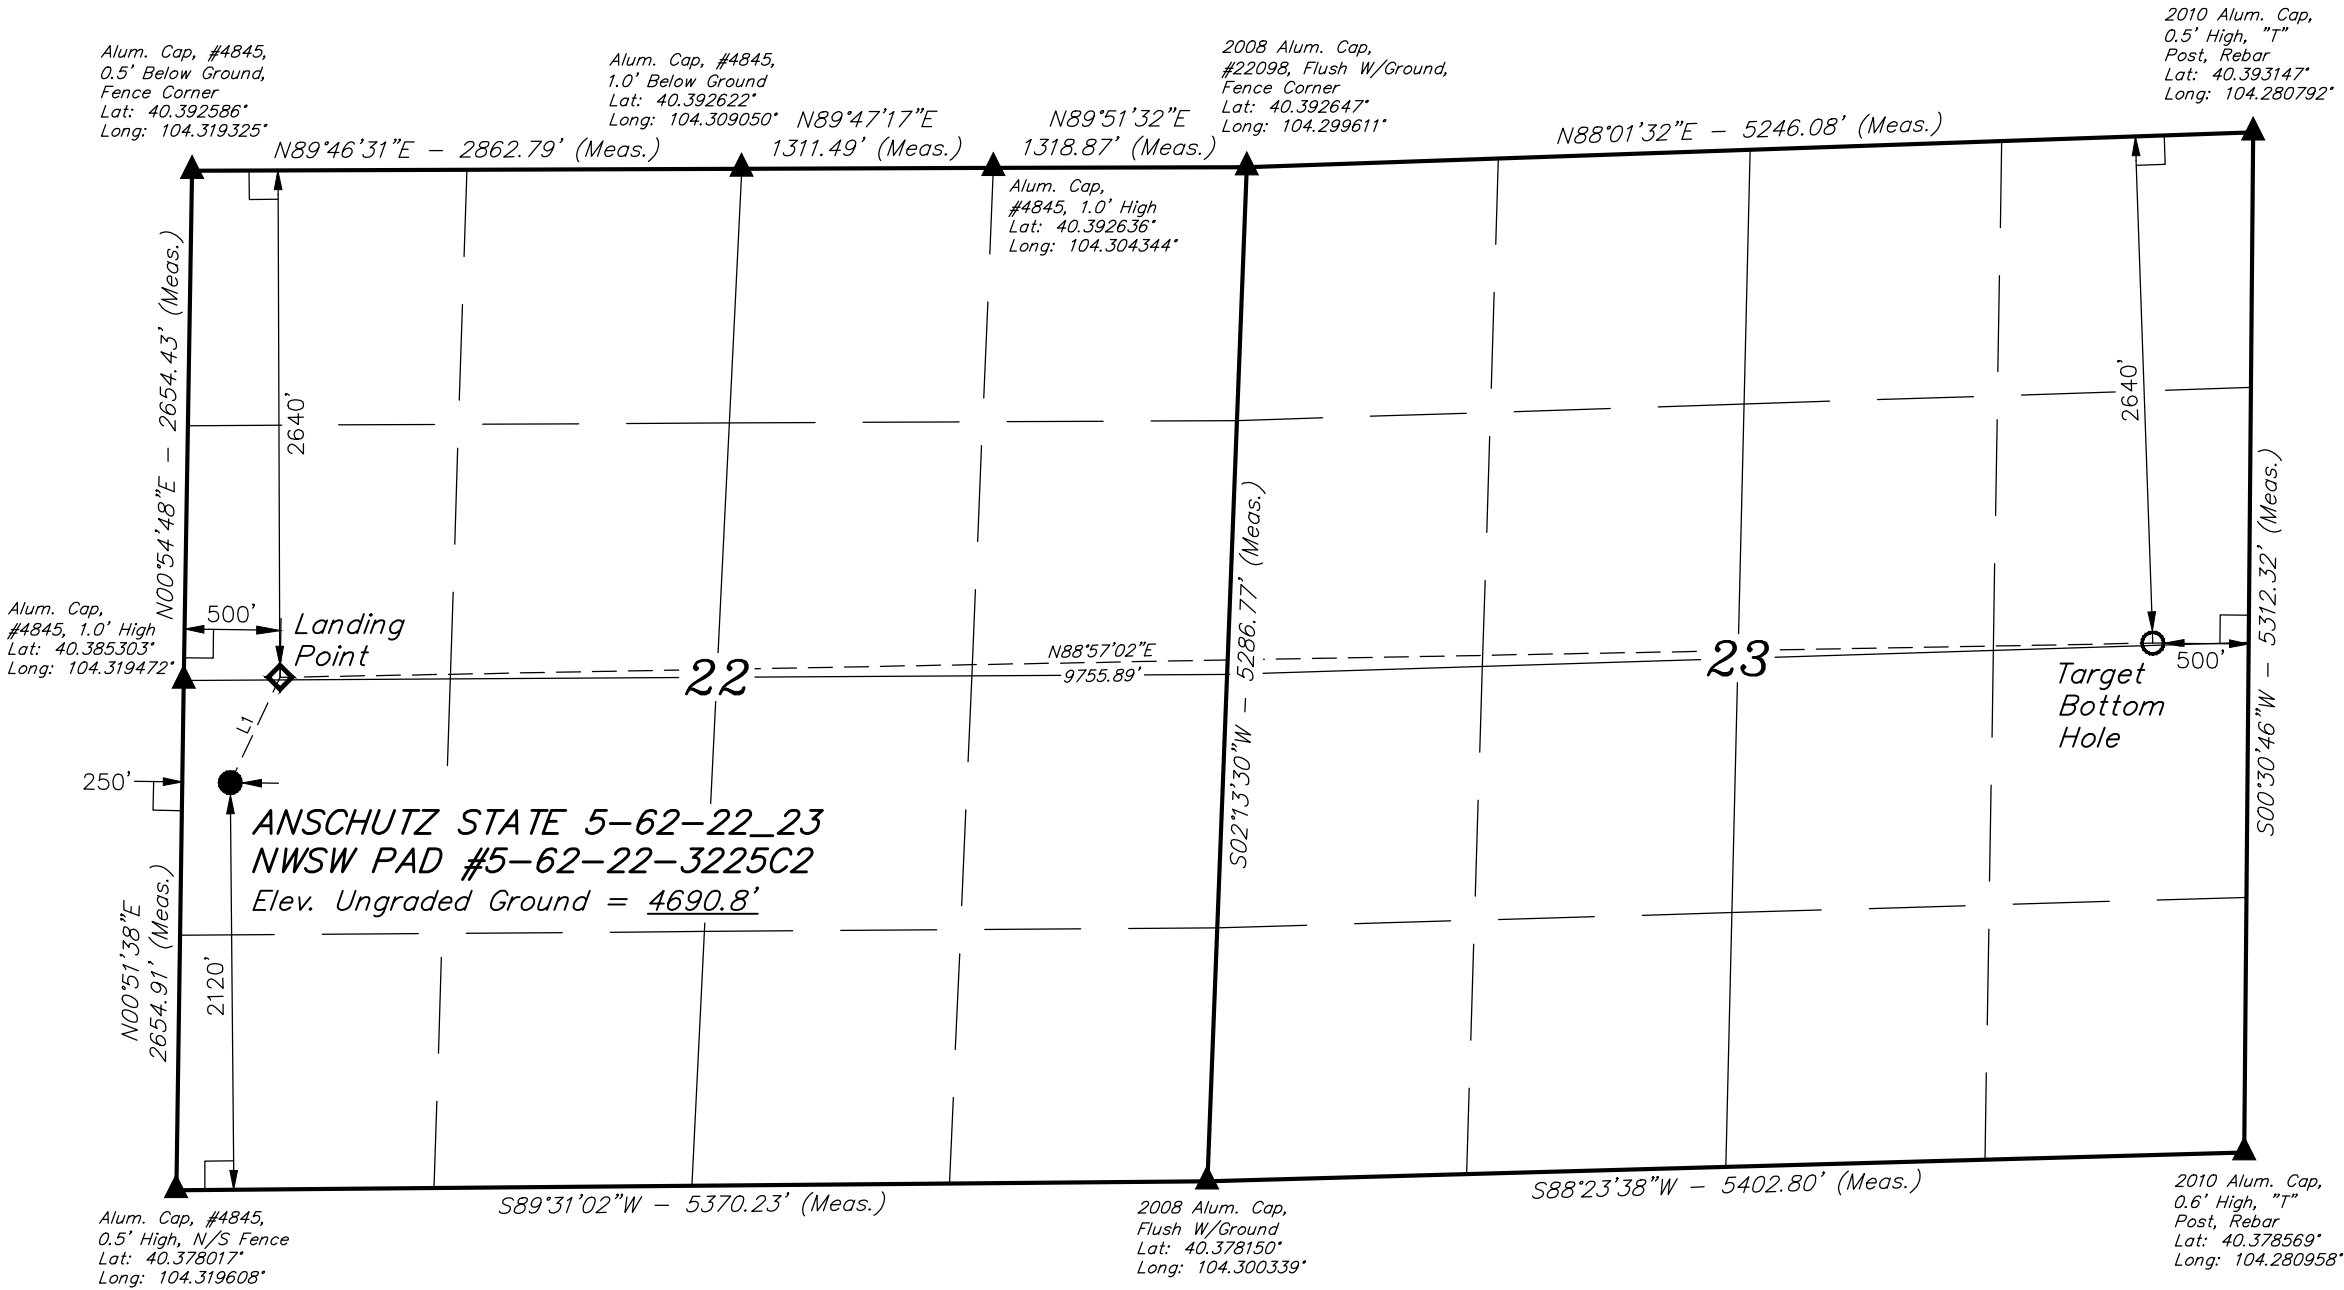 Alum. Cap, #4845,
0.5' Below Ground,
Fence Corner
Lat: 40.392586°
Long: 104.319325°
Alum. Cap, #4845,
1.0' Below Ground
Lat: 40.392622°
Long: 104.309050°
2008 Alum. Cap,
#22098, Flush W/Ground,
Fence Corner
Lat: 40.392647°
Long: 104.299611°
2010 Alum. Cap,
0.5' High, "T"
Post, Rebar
Lat: 40.393147°
Long: 104.280792°
N89°46'31"E - 2862.79' (Meas.)
N89°47'17"E
1311.49' (Meas.)
N89°51'32"E
1318.87' (Meas.)
N88°01'32"E - 5246.08' (Meas.)
Alum. Cap,
#4845, 1.0' High
Lat: 40.392636°
Long: 104.304344°
N00°54'48"E - 2654.43' (Meas.)
2640'
2640'
S02°13'30"W - 5286.77' (Meas.)
S00°30'46"W - 5312.32' (Meas.)
Alum. Cap,
#4845, 1.0' High
Lat: 40.385303°
Long: 104.319472°
500'
Landing
Point
22
N88°57'02"E
9755.89'
23
500'
Target
Bottom
Hole
L1
250'
ANSCHUTZ STATE 5-62-22_23
NWSW PAD #5-62-22-3225C2
Elev. Ungraded Ground = 4690.8'
N00°51'38"E
2654.91' (Meas.)
2120'
S89°31'02"W - 5370.23' (Meas.)
S88°23'38"W - 5402.80' (Meas.)
Alum. Cap, #4845,
0.5' High, N/S Fence
Lat: 40.378017°
Long: 104.319608°
2008 Alum. Cap,
Flush W/Ground
Lat: 40.378150°
Long: 104.300339°
2010 Alum. Cap,
0.6' High, "T"
Post, Rebar
Lat: 40.378569°
Long: 104.280958°